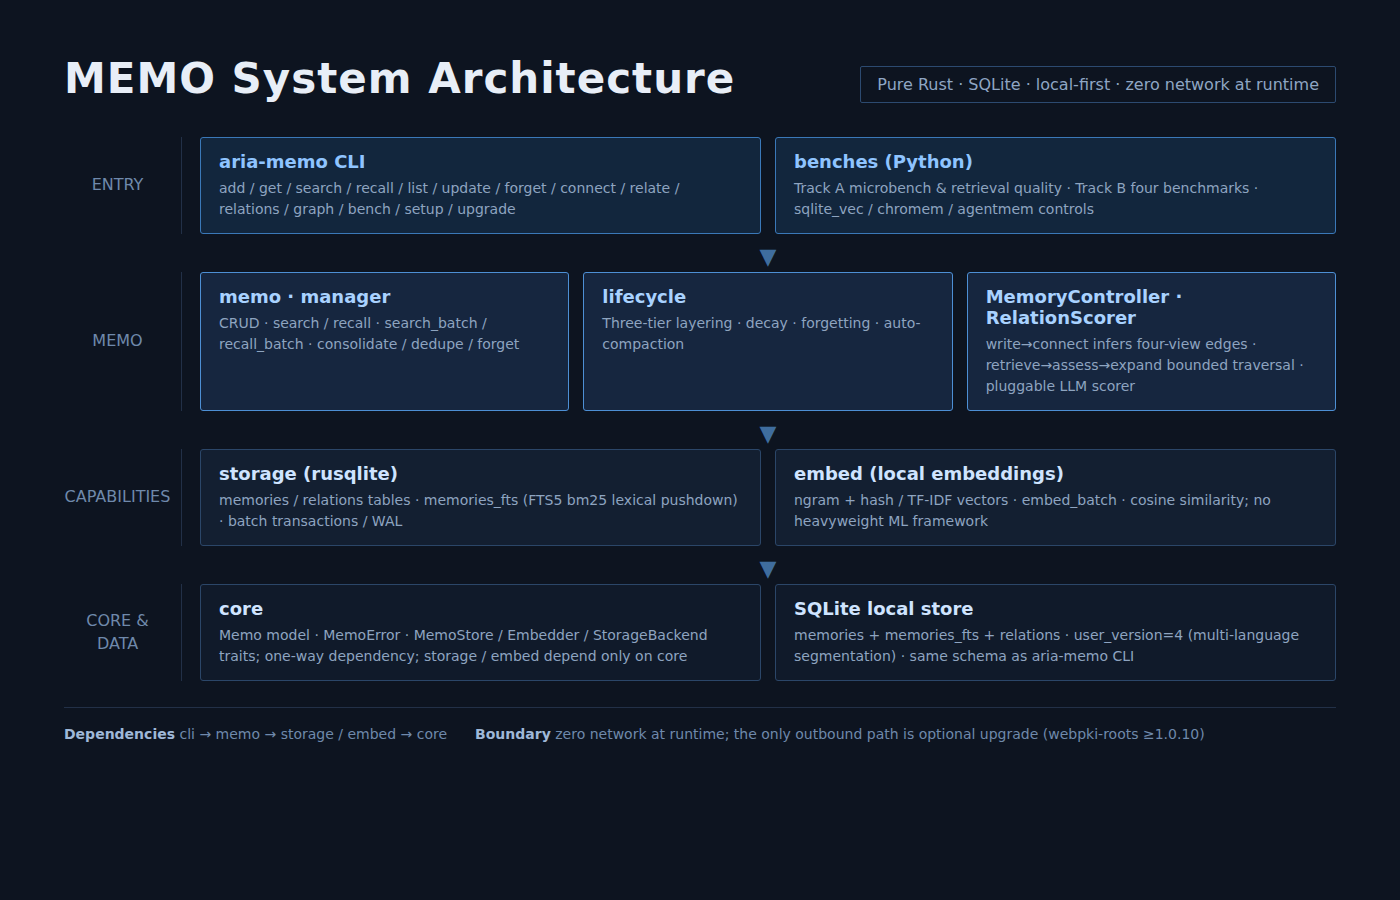 MEMO System Architecture
Pure Rust · SQLite · local-first · zero network at runtime
ENTRY
aria-memo CLI
add / get / search / recall / list / update / forget / connect / relate /
relations / graph / bench / setup / upgrade
benches (Python)
Track A microbench & retrieval quality · Track B four benchmarks ·
sqlite_vec / chromem / agentmem controls
▼
MEMO
memo · manager
CRUD · search / recall · search_batch /
recall_batch · consolidate / dedupe / forget
lifecycle
Three-tier layering · decay · forgetting · auto-
compaction
MemoryController ·
RelationScorer
write→connect infers four-view edges ·
retrieve→assess→expand bounded traversal ·
pluggable LLM scorer
▼
CAPABILITIES
storage (rusqlite)
memories / relations tables · memories_fts (FTS5 bm25 lexical pushdown)
· batch transactions / WAL
embed (local embeddings)
ngram + hash / TF-IDF vectors · embed_batch · cosine similarity; no
heavyweight ML framework
▼
CORE &
DATA
core
Memo model · MemoError · MemoStore / Embedder / StorageBackend
traits; one-way dependency; storage / embed depend only on core
SQLite local store
memories + memories_fts + relations · user_version=4 (multi-language
segmentation) · same schema as aria-memo CLI
Dependencies cli → memo → storage / embed → core
Boundary zero network at runtime; the only outbound path is optional upgrade (webpki-roots ≥1.0.10)